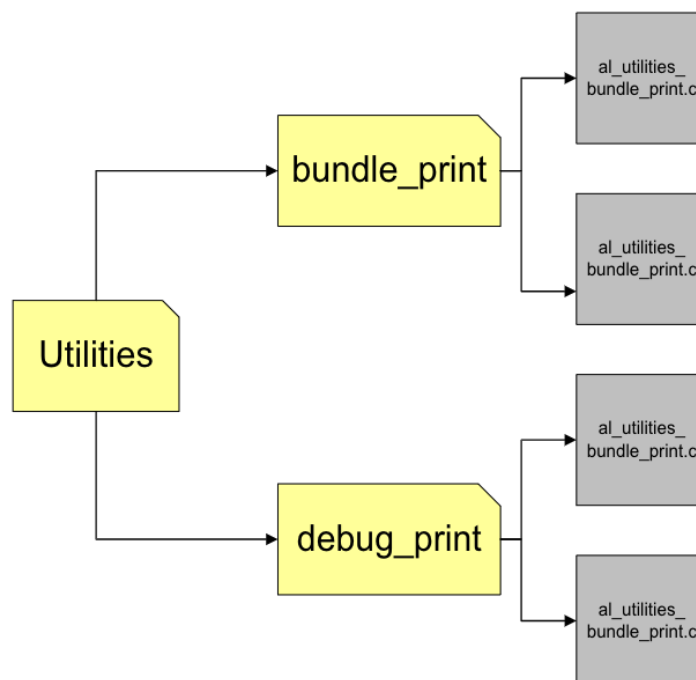 al_utilities_
bundle_print.c
bundle_print
al_utilities_
bundle_print.c
Utilities
al_utilities_
bundle_print.c
debug_print
al_utilities_
bundle_print.c